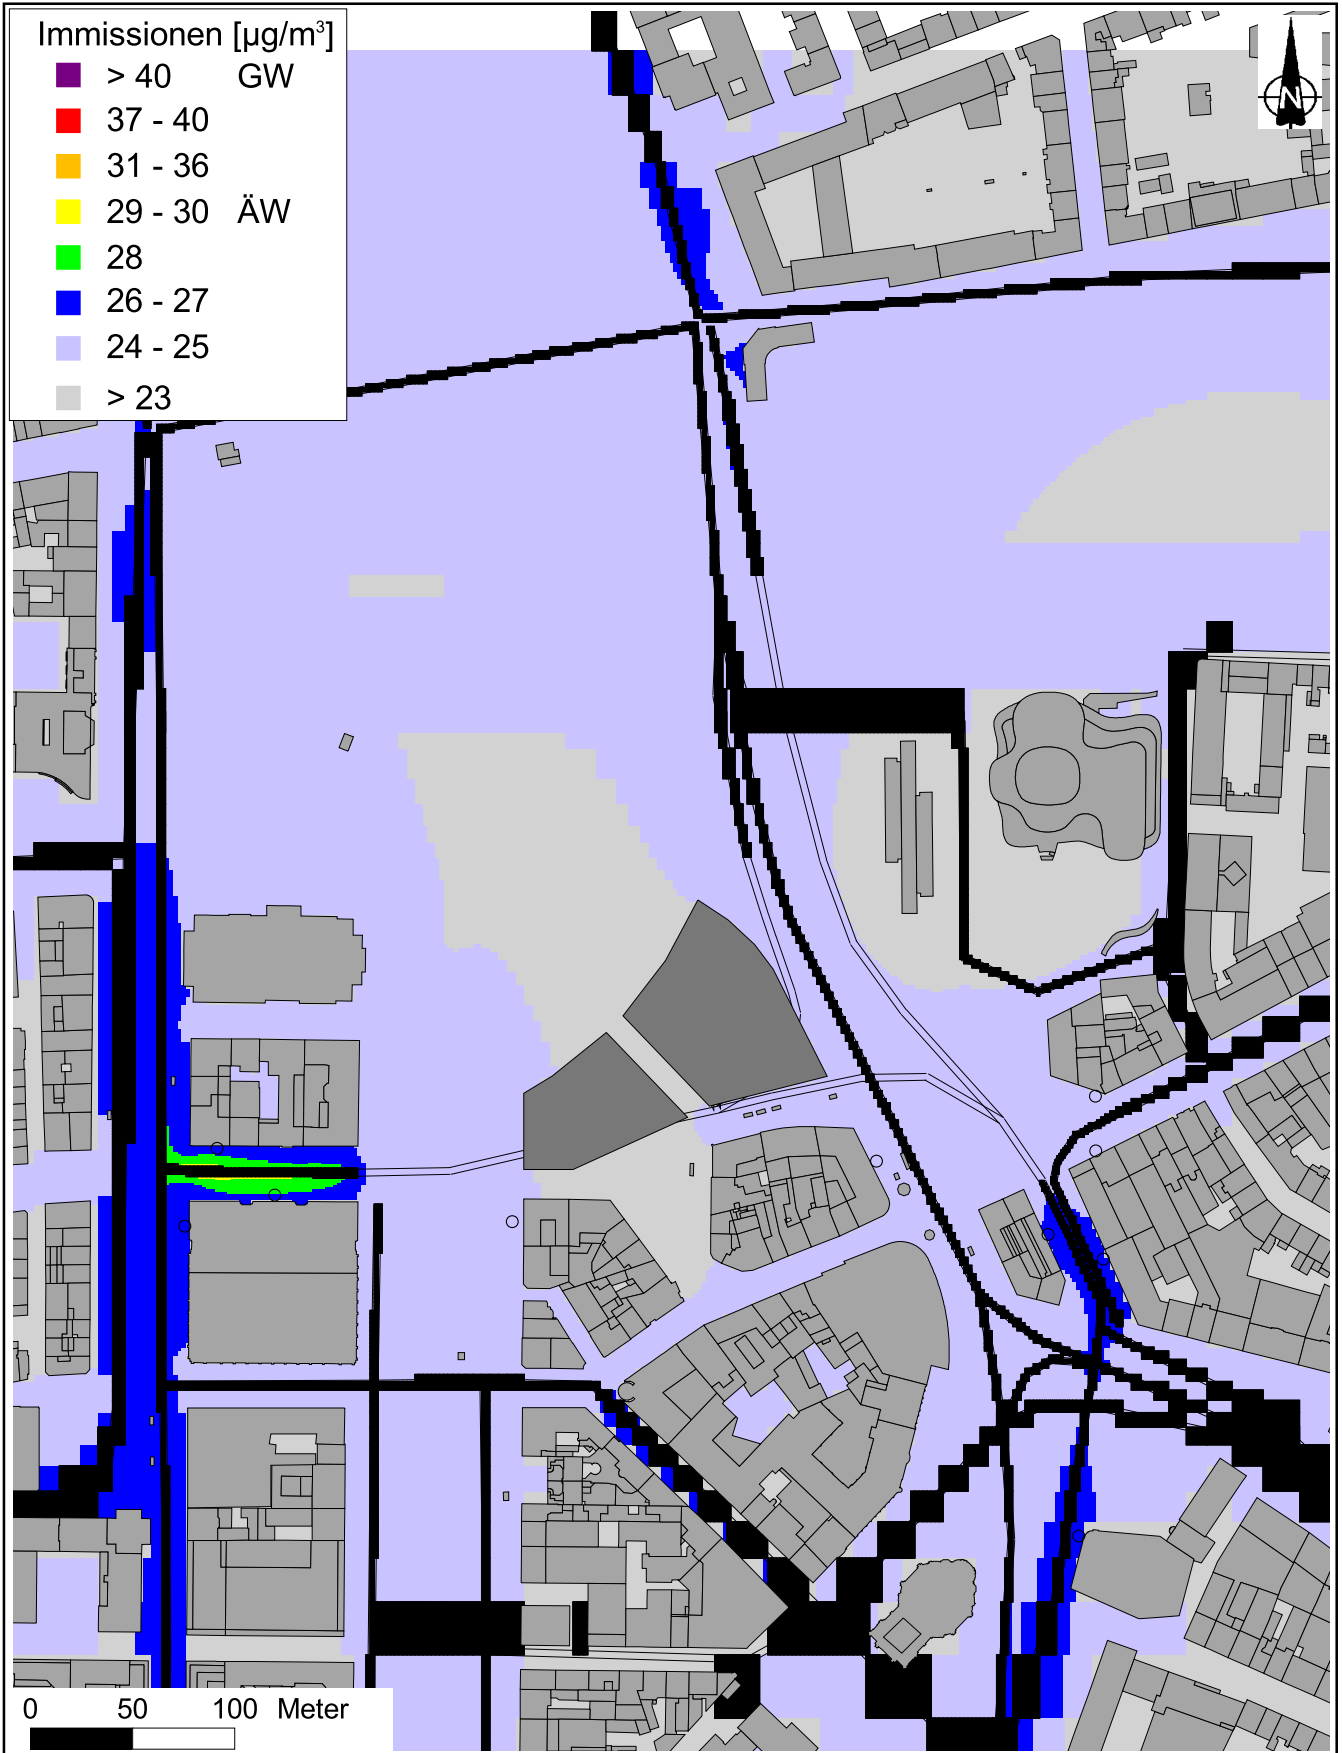 Immissionen [µg/m³]
> 40 GW
37 - 40
31 - 36
29 - 30 ÄW
28
26 - 27
24 - 25
> 23
N
0 50 100 Meter